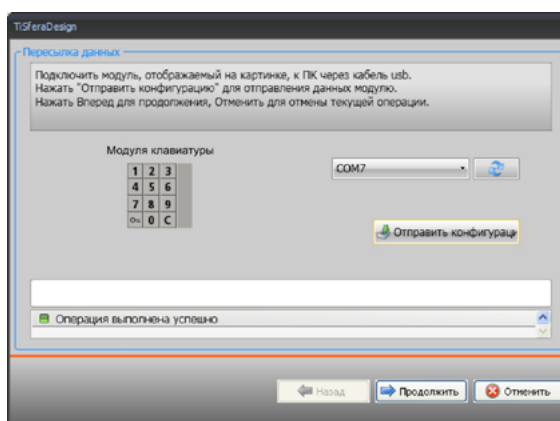 TiSferaDesign
Пересылка данных
Подключить модуль, отображаемый на картинке, к ПК через кабель usb.
Нажать "Отправить конфигурацию" для отправления данных модулю.
Нажать Вперед для продолжения, Отменить для отмены текущей операции.
Модуля клавиатуры
COM7
1 2 3
4 5 6
7 8 9
0 C
Отправить конфигураци
Операция выполнена успешно
Назад
Продолжить
Отменить